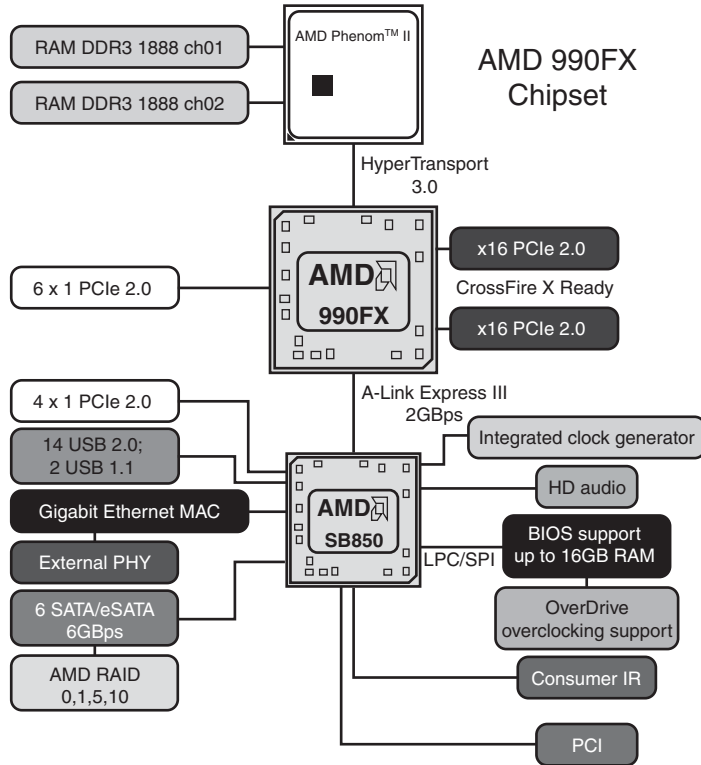 RAM DDR3 1888 ch01
RAM DDR3 1888 ch02
AMD Phenom™ II
AMD 990FX
Chipset
HyperTransport
3.0
6 x 1 PCIe 2.0
AMD
990FX
x16 PCIe 2.0
CrossFire X Ready
x16 PCIe 2.0
A-Link Express III
2GBps
4 x 1 PCIe 2.0
14 USB 2.0;
2 USB 1.1
Gigabit Ethernet MAC
External PHY
6 SATA/eSATA
6GBps
AMD RAID
0,1,5,10
AMD
SB850
Integrated clock generator
HD audio
LPC/SPI
BIOS support
up to 16GB RAM
OverDrive
overclocking support
Consumer IR
PCI